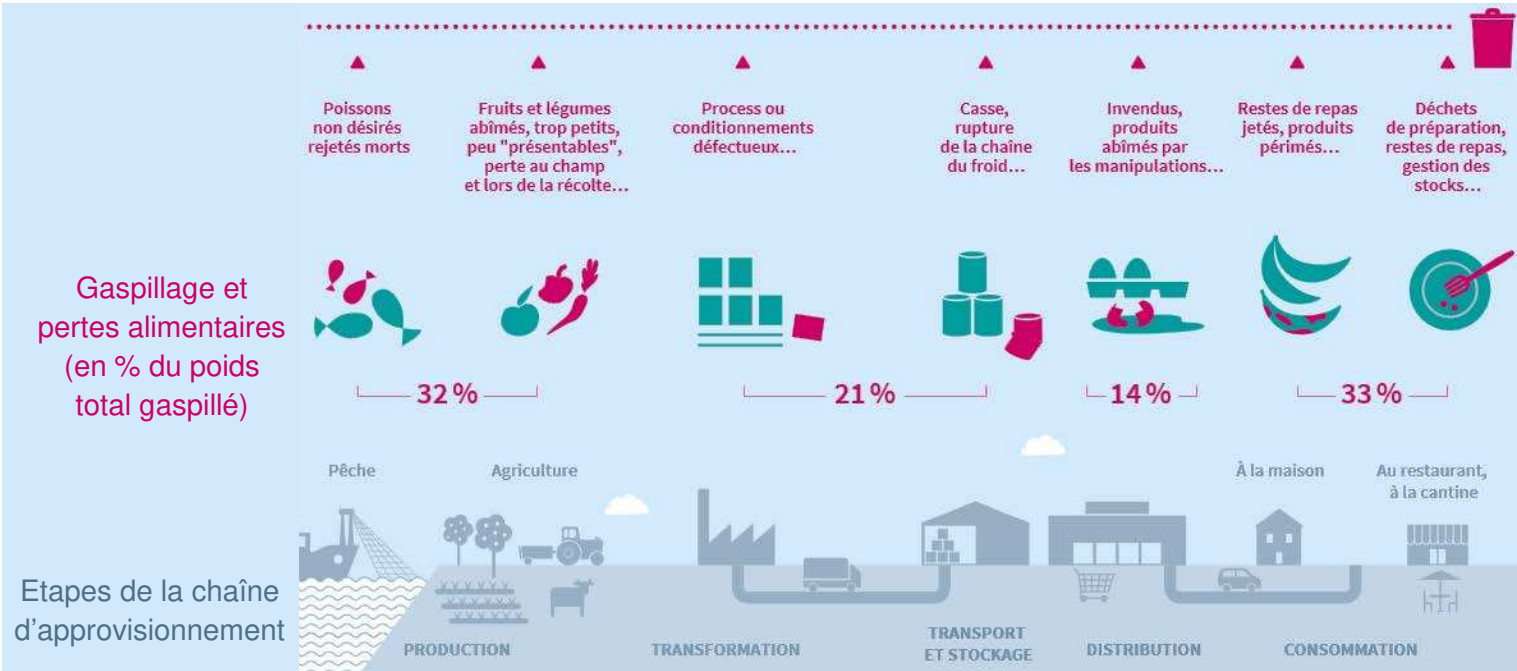 Poissons
non désirés
rejetés morts
Fruits et légumes
abîmés, trop petits,
peu "présentables",
perte au champ
et lors de la récolte...
Process ou
conditionnements
défectueux...
Casse,
rupture
de la chaîne
du froid...
Invendus,
produits
abîmés par
les manipulations...
Restes de repas
jetés, produits
périmés...
Déchets
de préparation,
restes de repas,
gestion des
stocks...
Gaspillage et
pertes alimentaires
(en % du poids
total gaspillé)
32 %
21 %
14 %
33 %
Pêche
Agriculture
À la maison
Au restaurant,
à la cantine
Etapes de la chaîne
d'approvisionnement
PRODUCTION
TRANSFORMATION
TRANSPORT
ET STOCKAGE
DISTRIBUTION
CONSOMMATION